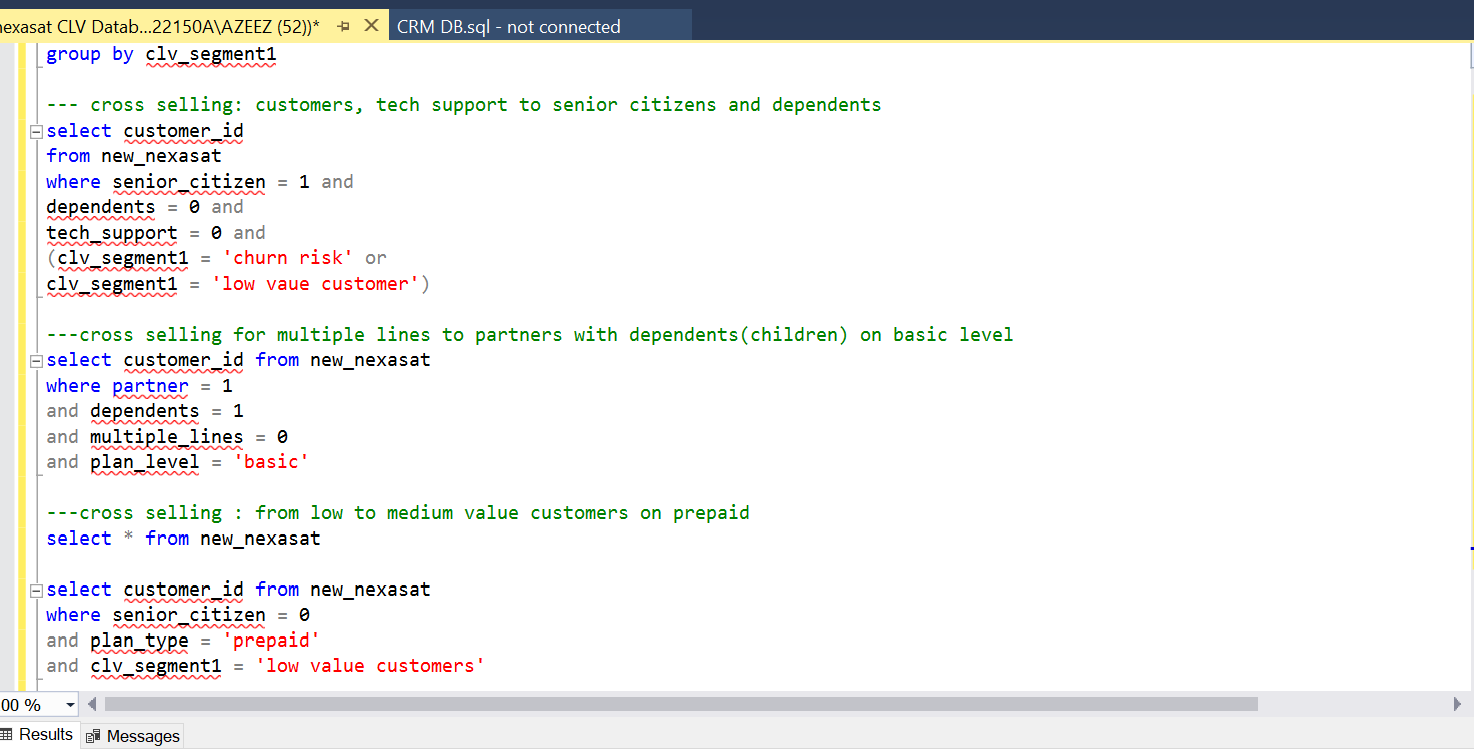 nexasat CLV Datab...22150A\AZEEZ (52))*
CRM DB.sql - not connected
group by clv_segment1
--- cross selling: customers, tech support to senior citizens and dependents
select customer_id
from new_nexasat
where senior_citizen = 1 and
dependents = 0 and
tech_support = 0 and
(clv_segment1 = 'churn risk' or
clv_segment1 = 'low vaue customer')
---cross selling for multiple lines to partners with dependents(children) on basic level
select customer_id from new_nexasat
where partner = 1
and dependents = 1
and multiple_lines = 0
and plan_level = 'basic'
---cross selling : from low to medium value customers on prepaid
select * from new_nexasat
select customer_id from new_nexasat
where senior_citizen = 0
and plan_type = 'prepaid'
and clv_segment1 = 'low value customers'
00 %
Results
Messages